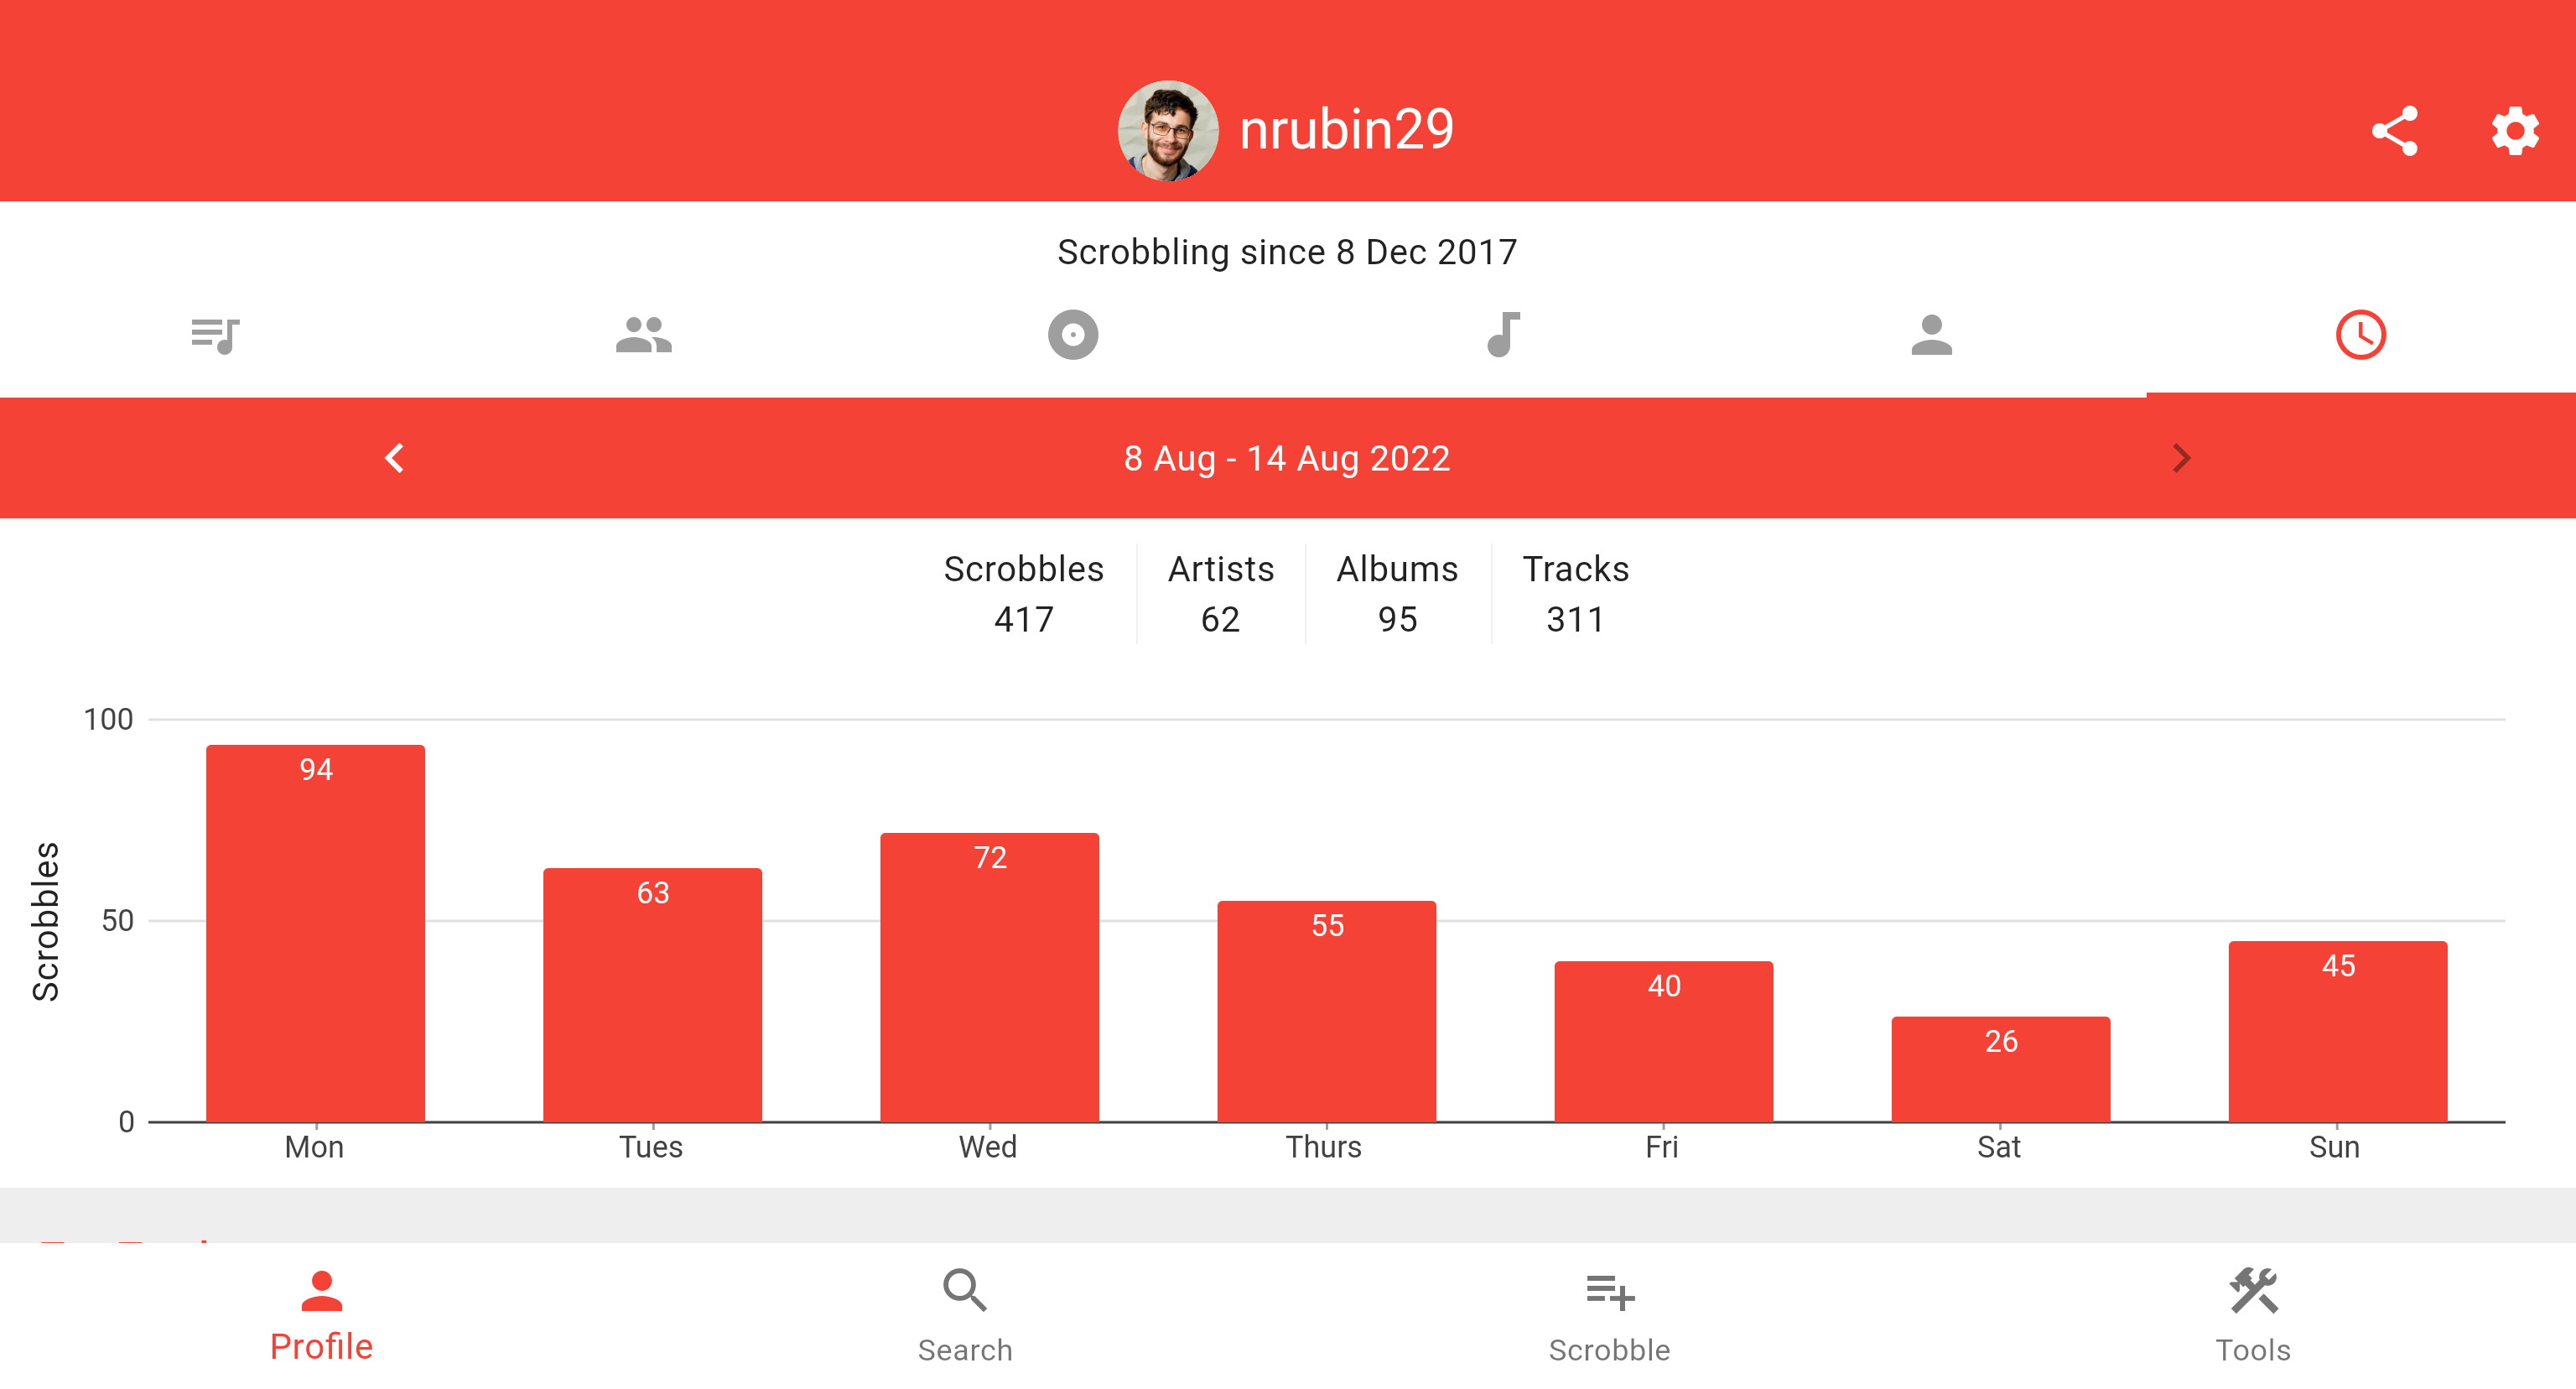 nrubin29
Scrobbling since 8 Dec 2017
8 Aug - 14 Aug 2022
Scrobbles Artists Albums Tracks
417 62 95 311
100
94
63
72
50
55
40
26
45
0
Scrobbles
Mon Tues Wed Thurs Fri Sat Sun
Profile Search Scrobble Tools